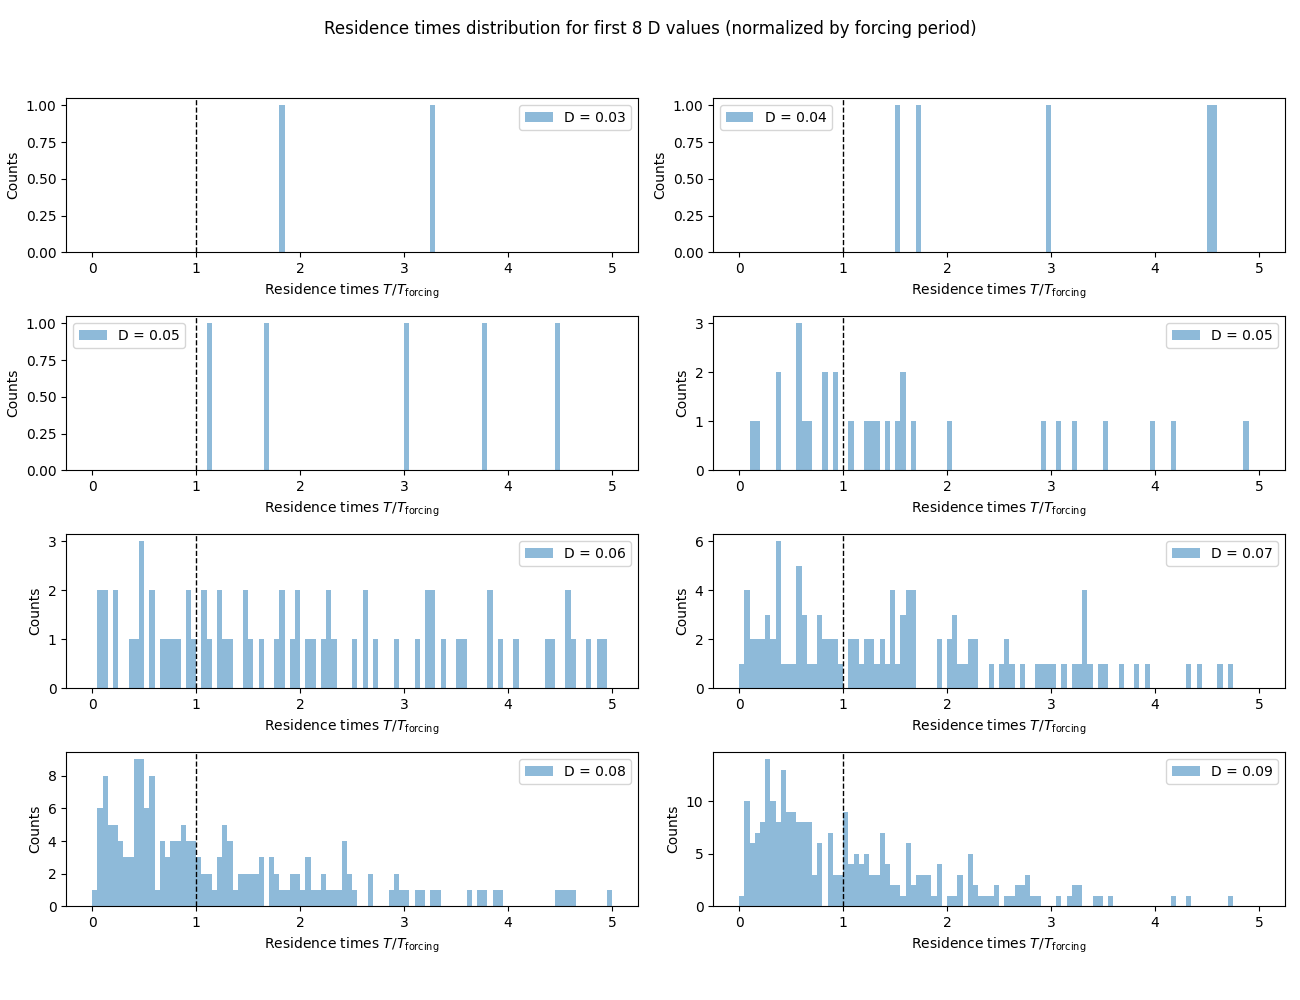 Residence times distribution for first 8 D values (normalized by forcing period)
1.00
0.75
0.50
0.25
0.00
Counts
D = 0.03
0 1 2 3 4 5
Residence times T/T_forcing
1.00
0.75
0.50
0.25
0.00
Counts
D = 0.04
0 1 2 3 4 5
Residence times T/T_forcing
1.00
0.75
0.50
0.25
0.00
Counts
D = 0.05
0 1 2 3 4 5
Residence times T/T_forcing
3
2
1
0
Counts
D = 0.05
0 1 2 3 4 5
Residence times T/T_forcing
3
2
1
0
Counts
D = 0.06
0 1 2 3 4 5
Residence times T/T_forcing
6
4
2
0
Counts
D = 0.07
0 1 2 3 4 5
Residence times T/T_forcing
8
6
4
2
0
Counts
D = 0.08
0 1 2 3 4 5
Residence times T/T_forcing
10
5
0
Counts
D = 0.09
0 1 2 3 4 5
Residence times T/T_forcing